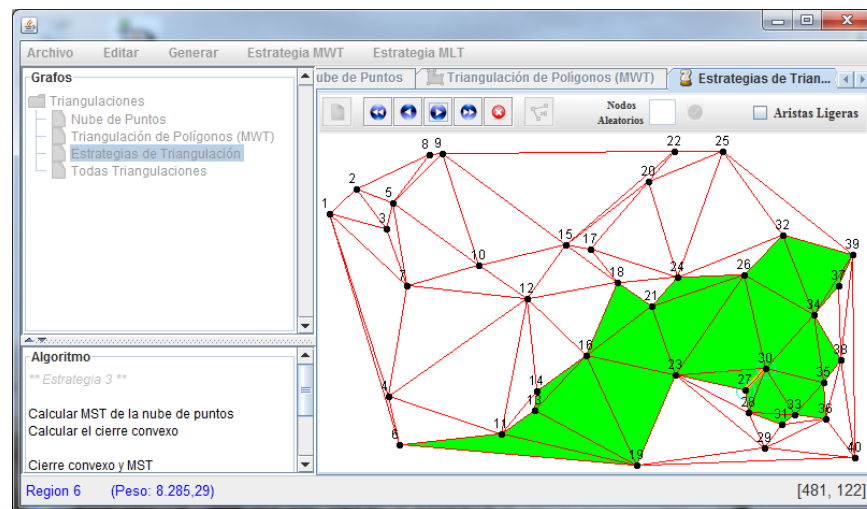 Archivo Editar Generar Estrategia MWT Estrategia MLT
Grafos
Triangulaciones
Nube de Puntos
Triangulación de Polígonos (MWT)
Estrategias de Triangulación
Todas Triangulaciones
ube de Puntos Triangulación de Polígonos (MWT) Estrategias de Trian...
Nodos
Aleatorios
Aristas Ligeras
1
2
3
4
5
6
7
8
9
10
11
12
13
14
15
16
17
18
19
20
21
22
23
24
25
26
27
28
29
30
31
32
33
34
35
36
37
38
39
40
Algoritmo
** Estrategia 3 **
Calcular MST de la nube de puntos
Calcular el cierre convexo
Cierre convexo y MST
Region 6 (Peso: 8.285,29)
[481, 122]